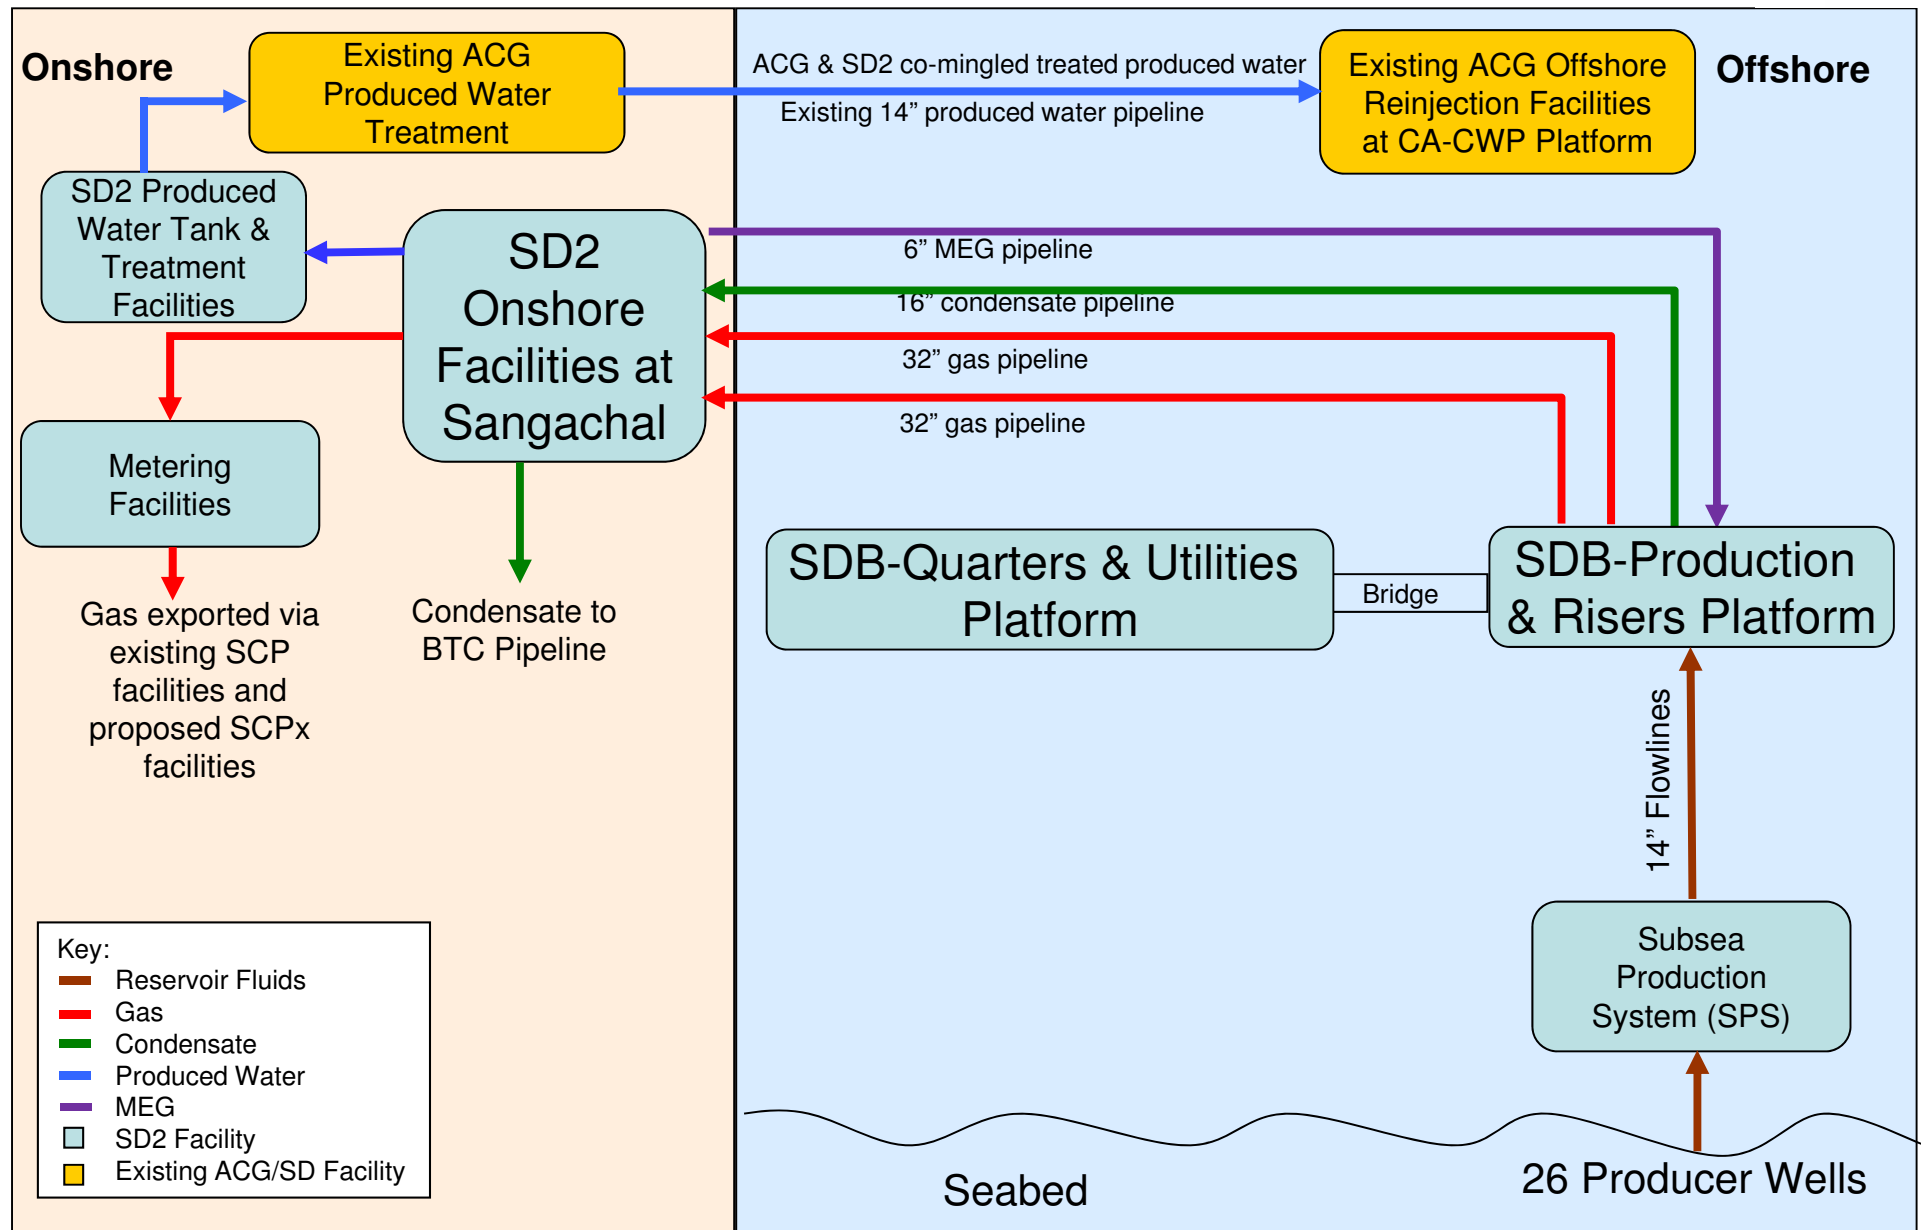 Onshore
Existing ACG
Produced Water
Treatment
ACG & SD2 co-mingled treated produced water
Existing 14” produced water pipeline
Existing ACG Offshore
Reinjection Facilities
at CA-CWP Platform
Offshore
SD2 Produced
Water Tank &
Treatment
Facilities
SD2
Onshore
Facilities at
Sangachal
6” MEG pipeline
16” condensate pipeline
32” gas pipeline
32” gas pipeline
Metering
Facilities
Gas exported via
existing SCP
facilities and
proposed SCPx
facilities
Condensate to
BTC Pipeline
SDB-Quarters & Utilities
Platform
Bridge
SDB-Production
& Risers Platform
14” Flowlines
Subsea
Production
System (SPS)
26 Producer Wells
Seabed
Key:
Reservoir Fluids
Gas
Condensate
Produced Water
MEG
SD2 Facility
Existing ACG/SD Facility